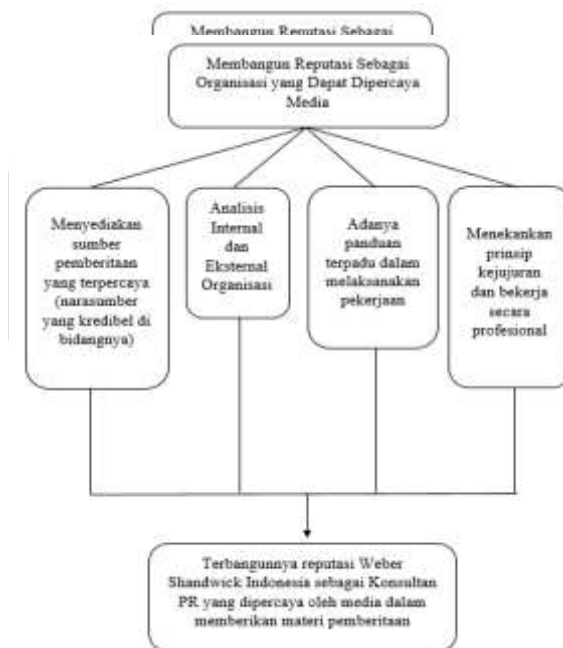 Membangun Reputasi Sebagai
Membangun Reputasi Sebagai
Organisasi yang Dapat Dipercaya
Media
Menyediakan
sumber
pemberitaan
yang terpercaya
(narasumber
yang kredibel di
bidangnya)
Analisis
Internal
dan
Eksternal
Organisasi
Adanya
panduan
terpadu dalam
melaksanakan
pekerjaan
Menekankan
prinsip
kejujuran
dan bekerja
secara
profesional
Terbangunnya reputasi Weber
Shandwick Indonesia sebagai Konsultan
PR yang dipercaya oleh media dalam
memberikan materi pemberitaan